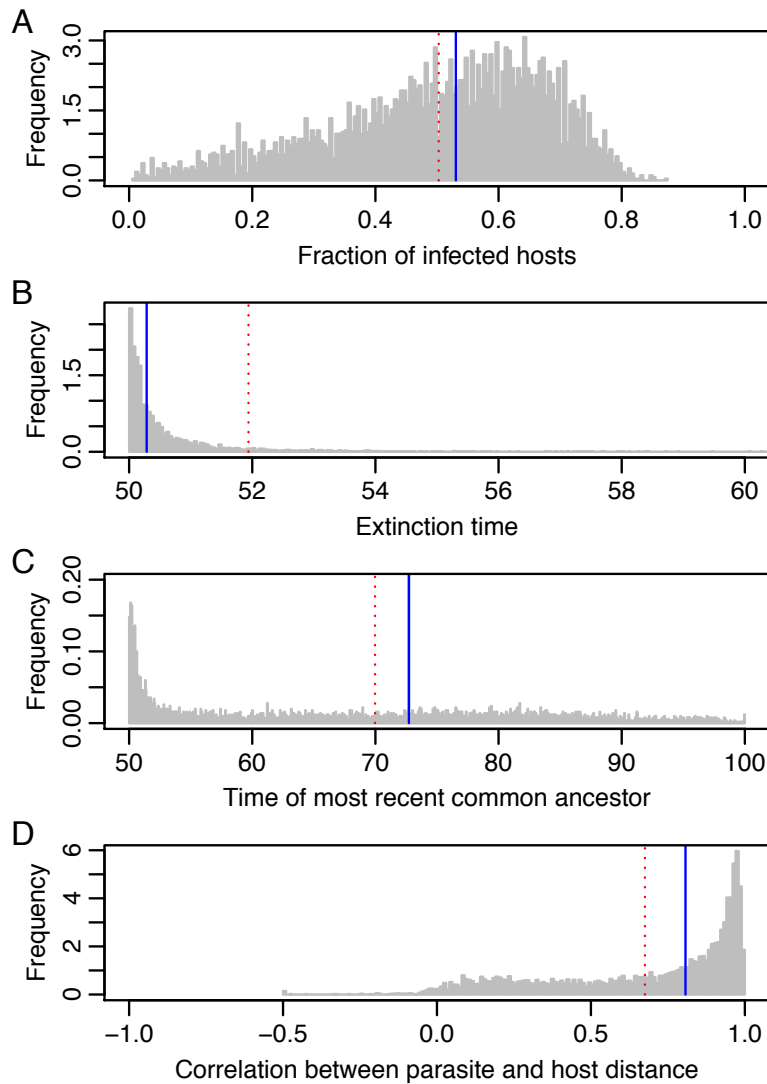 A
Frequency
0.0 1.5 3.0
0.0 0.2 0.4 0.6 0.8 1.0
Fraction of infected hosts
B
Frequency
0.0 1.5
50 52 54 56 58 60
Extinction time
C
Frequency
0.00 0.10 0.20
50 60 70 80 90 100
Time of most recent common ancestor
D
Frequency
0 2 4 6
−1.0 −0.5 0.0 0.5 1.0
Correlation between parasite and host distance